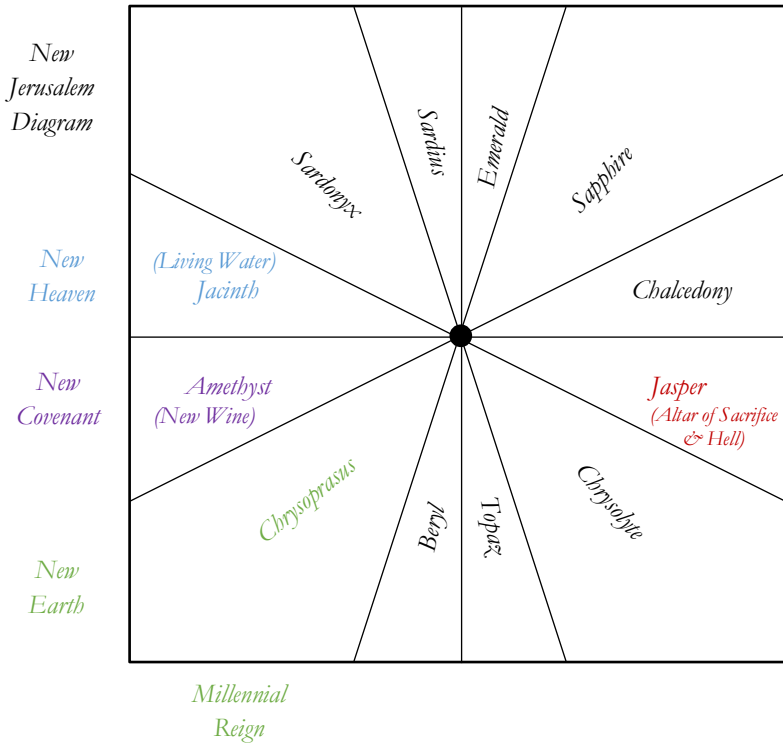 New
Jerusalem
Diagram
Sardius
Emerald
Sardonyx
Sapphire
New
Heaven
(Living Water)
Jacinth
Chalcedony
New
Covenant
Amethyst
(New Wine)
Jasper
(Altar of Sacrifice
& Hell)
Chrysoprasus
Beryl
Topaz
Chrysolyte
New
Earth
Millennial
Reign